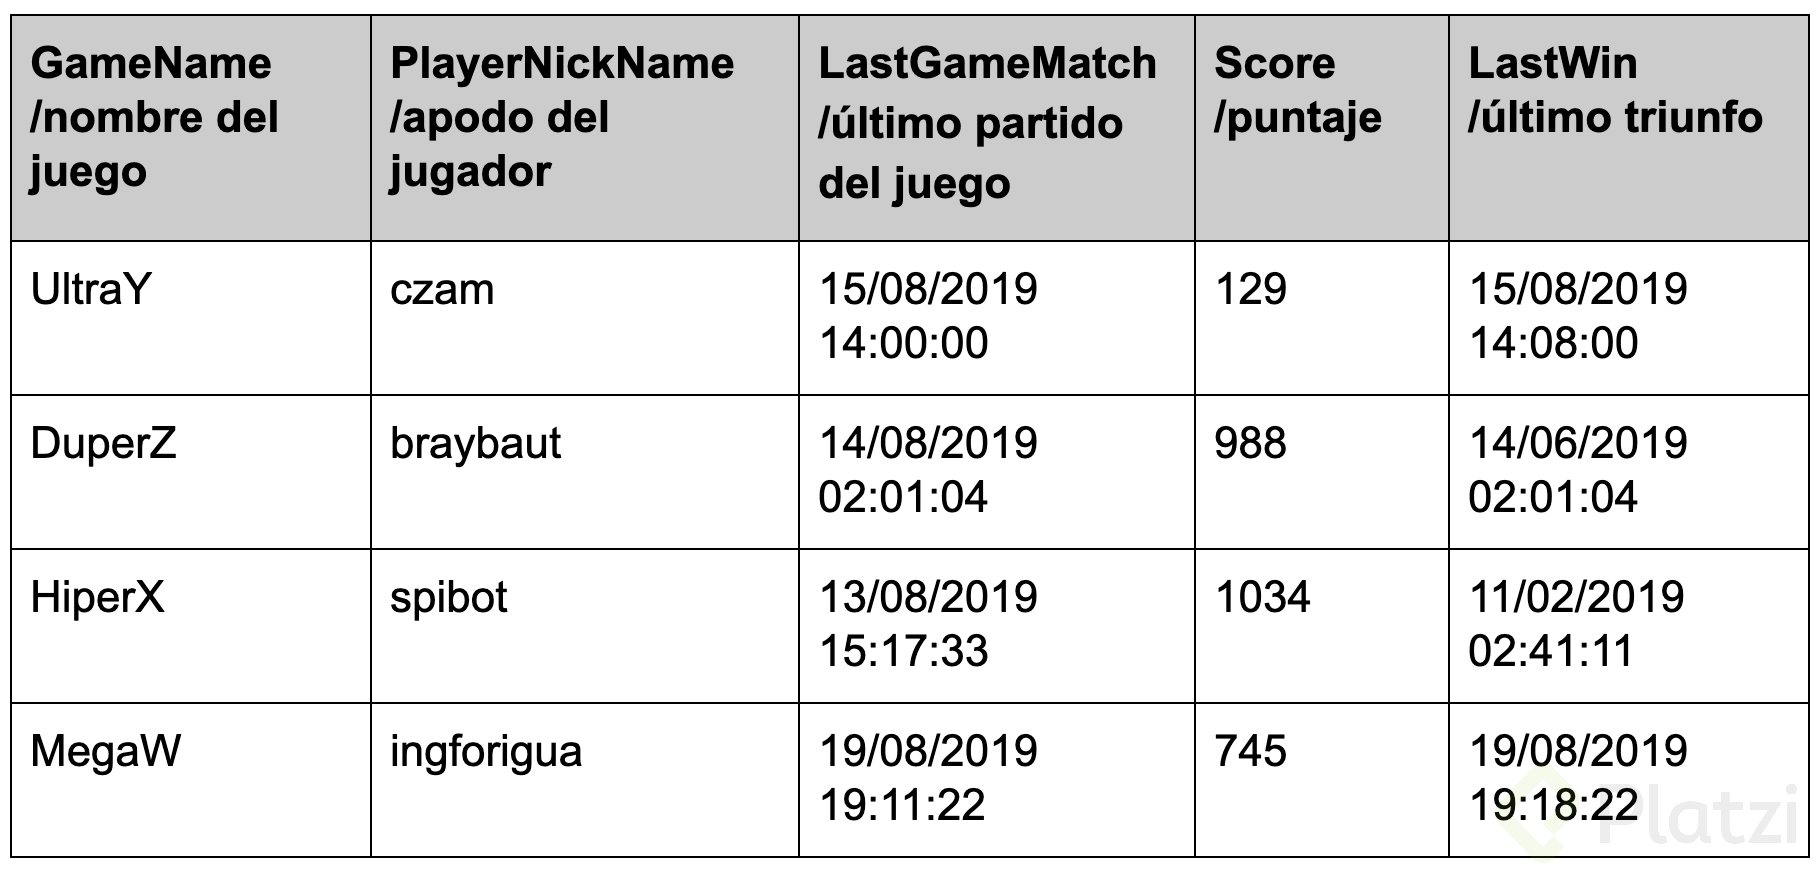 GameName
/nombre del
juego
PlayerNickName
/apodo del
jugador
LastGameMatch
/último partido
del juego
Score
/puntaje
LastWin
/último triunfo
UltraY
czam
15/08/2019
14:00:00
129
15/08/2019
14:08:00
DuperZ
braybaut
14/08/2019
02:01:04
988
14/06/2019
02:01:04
HiperX
spibot
13/08/2019
15:17:33
1034
11/02/2019
02:41:11
MegaW
ingforigua
19/08/2019
19:11:22
745
19/08/2019
19:18:22
Platzi